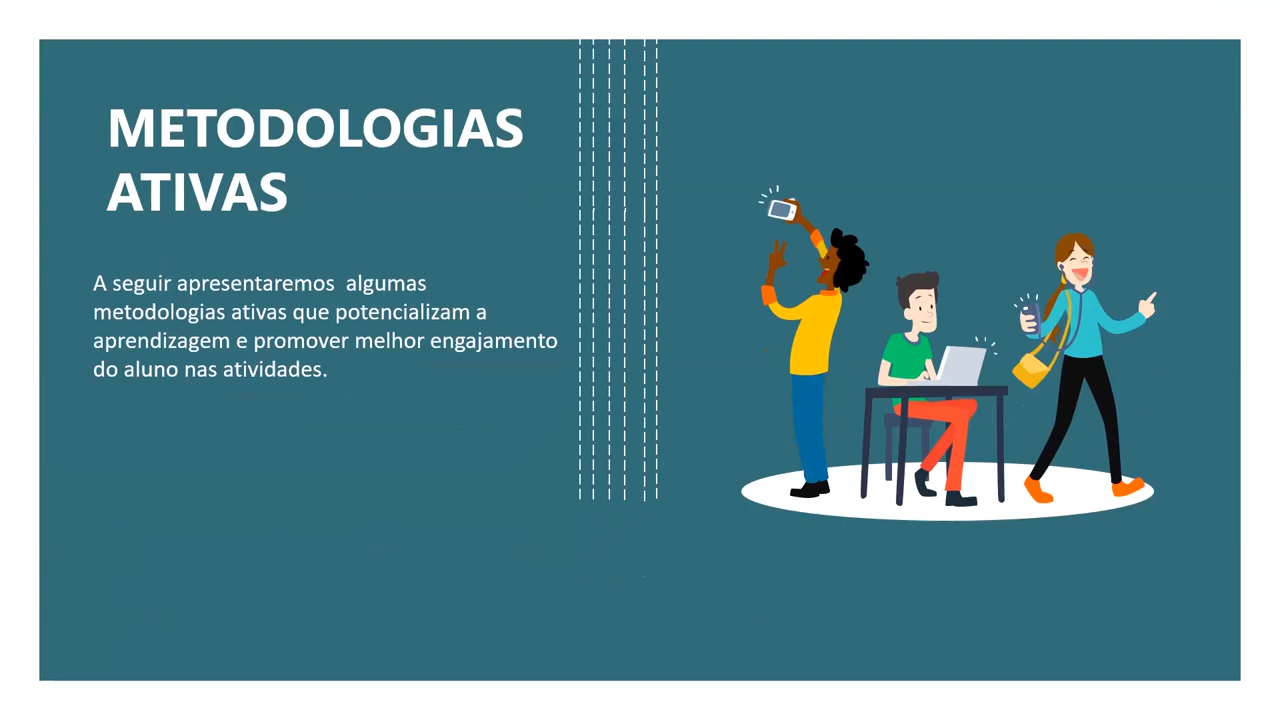 METODOLOGIAS
ATIVAS
A seguir apresentaremos algumas
metodologias ativas que potencializam a
aprendizagem e promover melhor engajamento
do aluno nas atividades.